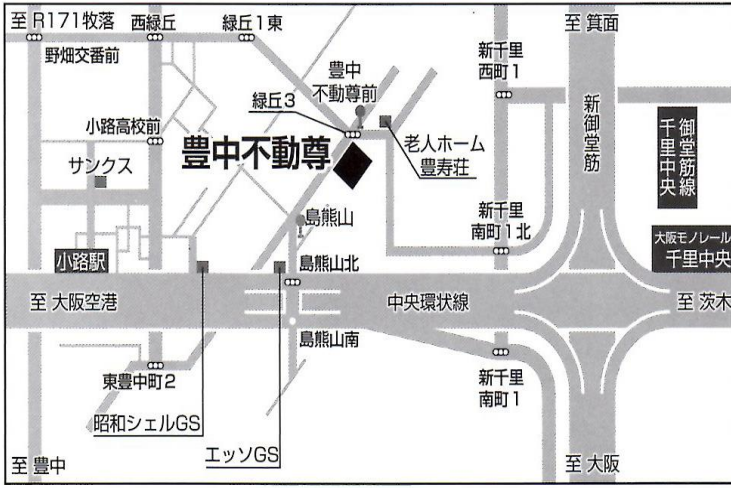 至 R171牧落
西緑丘
緑丘1東
至 箕面
野畑交番前
新千里
西町1
豊中
不動尊前
緑丘3
小路高校前
豊中不動尊
老人ホーム
豊寿荘
新御堂筋
御堂筋線
千里中央
サンクス
島熊山
新千里
南町1北
大阪モノレール
千里中央
小路駅
島熊山北
至 大阪空港
中央環状線
至 茨木
島熊山南
東豊中町2
新千里
南町1
昭和シェルGS
エッソGS
至 豊中
至 大阪